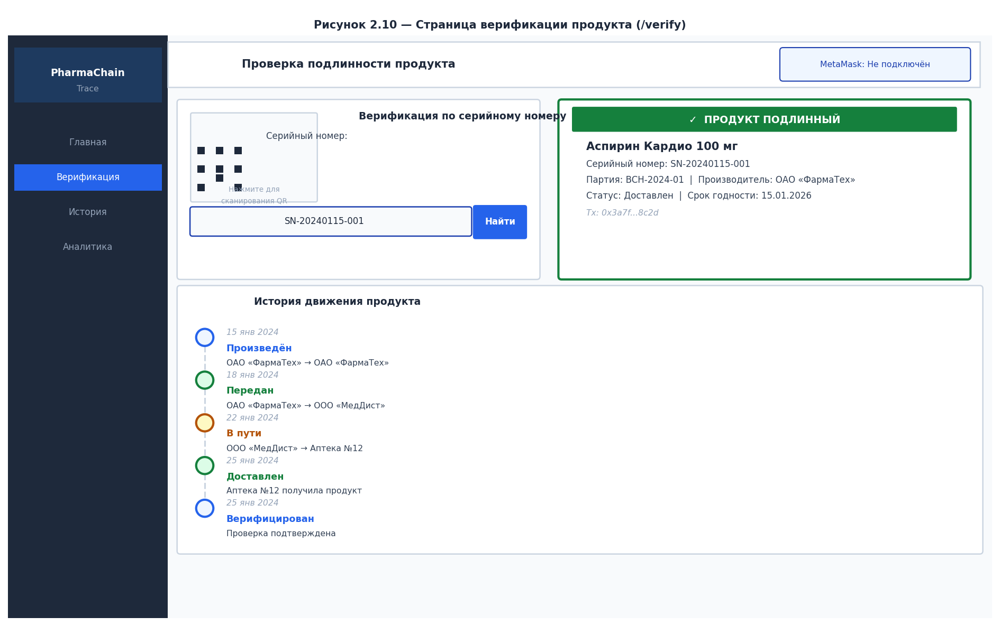 Рисунок 2.10 — Страница верификации продукта (/verify)
PharmaChain
Trace
Главная
Верификация
История
Аналитика
Проверка подлинности продукта
MetaMask: Не подключён
Верификация по серийному номеру
Серийный номер:
Нажмите для
сканирования QR
SN-20240115-001
Найти
✓ ПРОДУКТ ПОДЛИННЫЙ
Аспирин Кардио 100 мг
Серийный номер: SN-20240115-001
Партия: BCH-2024-01 | Производитель: ОАО «ФармаТех»
Статус: Доставлен | Срок годности: 15.01.2026
Tx: 0x3a7f...8c2d
История движения продукта
15 янв 2024
Произведён
ОАО «ФармаТех» → ОАО «ФармаТех»
18 янв 2024
Передан
ОАО «ФармаТех» → ООО «МедДист»
22 янв 2024
В пути
ООО «МедДист» → Аптека №12
25 янв 2024
Доставлен
Аптека №12 получила продукт
25 янв 2024
Верифицирован
Проверка подтверждена